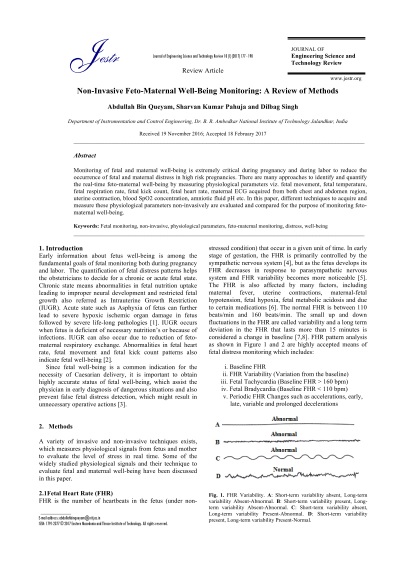 Jestr
Journal of Engineering Science and Technology Review 10 (1) (2017) 177 - 190
Review Article
JOURNAL OF
Engineering Science and
Technology Review
www.jestr.org
Non-Invasive Feto-Maternal Well-Being Monitoring: A Review of Methods
Abdullah Bin Queyam, Sharvan Kumar Pahuja and Dilbag Singh
Department of Instrumentation and Control Engineering, Dr. B. R. Ambedkar National Institute of Technology Jalandhar, India
Received 19 November 2016; Accepted 18 February 2017
Abstract
Monitoring of fetal and maternal well-being is extremely critical during pregnancy and during labor to reduce the
occurrence of fetal and maternal distress in high risk pregnancies. There are many approaches to identify and quantify
the real-time feto-maternal well-being by measuring physiological parameters viz. fetal movement, fetal temperature,
fetal respiration rate, fetal kick count, fetal heart rate, maternal ECG acquired from both chest and abdomen region,
uterine contraction, blood SpO2 concentration, amniotic fluid pH etc. In this paper, different techniques to acquire and
measure these physiological parameters non-invasively are evaluated and compared for the purpose of monitoring feto-
maternal well-being.
Keywords: Fetal monitoring, non-invasive, physiological parameters, feto-maternal monitoring, distress, well-being
1. Introduction
Early information about fetus well-being is among the
fundamental goals of fetal monitoring both during pregnancy
and labor. The quantification of fetal distress patterns helps
the obstetricians to decide for a chronic or acute fetal state.
Chronic state means abnormalities in fetal nutrition uptake
leading to improper neural development and restricted fetal
growth also referred as Intrauterine Growth Restriction
(IUGR). Acute state such as Asphyxia of fetus can further
lead to severe hypoxic ischemic organ damage in fetus
followed by severe life-long pathologies [1]. IUGR occurs
when fetus is deficient of necessary nutrition's or because of
infections. IUGR can also occur due to reduction of feto-
maternal respiratory exchange. Abnormalities in fetal heart
rate, fetal movement and fetal kick count patterns also
indicate fetal well-being [2].
Since fetal well-being is a common indication for the
necessity of Caesarian delivery, it is important to obtain
highly accurate status of fetal well-being, which assist the
physician in early diagnosis of dangerous situations and also
prevent false fetal distress detection, which might result in
unnecessary operative actions [3].
2. Methods
A variety of invasive and non-invasive techniques exists,
which measures physiological signals from fetus and mother
to evaluate the level of stress in real time. Some of the
widely studied physiological signals and their technique to
evaluate fetal and maternal well-being have been discussed
in this paper.
2.1Fetal Heart Rate (FHR)
FHR is the number of heartbeats in the fetus (under non-
stressed condition) that occur in a given unit of time. In early
stage of gestation, the FHR is primarily controlled by the
sympathetic nervous system [4], but as the fetus develops its
FHR decreases in response to parasympathetic nervous
system and FHR variability becomes more noticeable [5].
The FHR is also affected by many factors, including
maternal fever, uterine contractions, maternal-fetal
hypotension, fetal hypoxia, fetal metabolic acidosis and due
to certain medications [6]. The normal FHR is between 110
beats/min and 160 beats/min. The small up and down
fluctuations in the FHR are called variability and a long term
deviation in the FHR that lasts more than 15 minutes is
considered a change in baseline [7,8]. FHR pattern analysis
as shown in Figure 1 and 2 are highly accepted means of
fetal distress monitoring which includes:
i. Baseline FHR
ii. FHR Variability (Variation from the baseline)
iii. Fetal Tachycardia (Baseline FHR > 160 bpm)
iv. Fetal Bradycardia (Baseline FHR < 110 bpm)
v. Periodic FHR Changes such as accelerations, early,
late, variable and prolonged decelerations
Abnormal
A
Abnormal
B
Abnormal
C
Normal
D
Fig. 1. FHR Variability. A: Short-term variability absent, Long-term
variability Absent-Abnormal. B: Short-term variability present, Long-
term variability Absent-Abnormal. C: Short-term variability absent,
Long-term variability Present-Abnormal. D: Short-term variability
present, Long-term variability Present-Normal.
ISSN: 1791-2377 © 2017 Eastern Macedonia and Thrace Institute of Technology. All rights reserved.